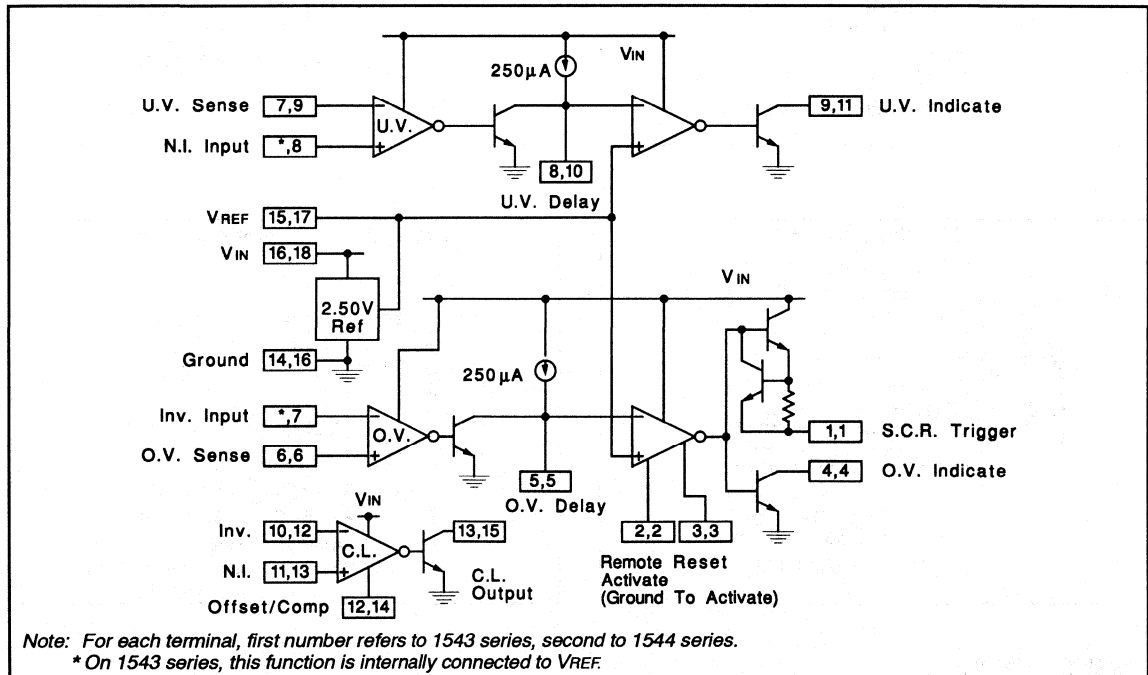 VIN
250µA
U.V. Sense 7,9 - U.V. - 9,11 U.V. Indicate
N.I. Input *,8 + +
8,10
U.V. Delay
VREF 15,17
VIN 16,18
VIN
2.50V
Ref
Ground 14,16
250µA
Inv. Input *,7 - O.V. -
1,1 S.C.R. Trigger
O.V. Sense 6,6 + +
4,4 O.V. Indicate
5,5
O.V. Delay
VIN
2,2 3,3
Inv. 10,12 - C.L. 13,15
Remote Reset
Activate
(Ground To Activate)
N.I. 11,13 +
C.L.
Output
Offset/Comp 12,14
Note: For each terminal, first number refers to 1543 series, second to 1544 series.
* On 1543 series, this function is internally connected to VREF.